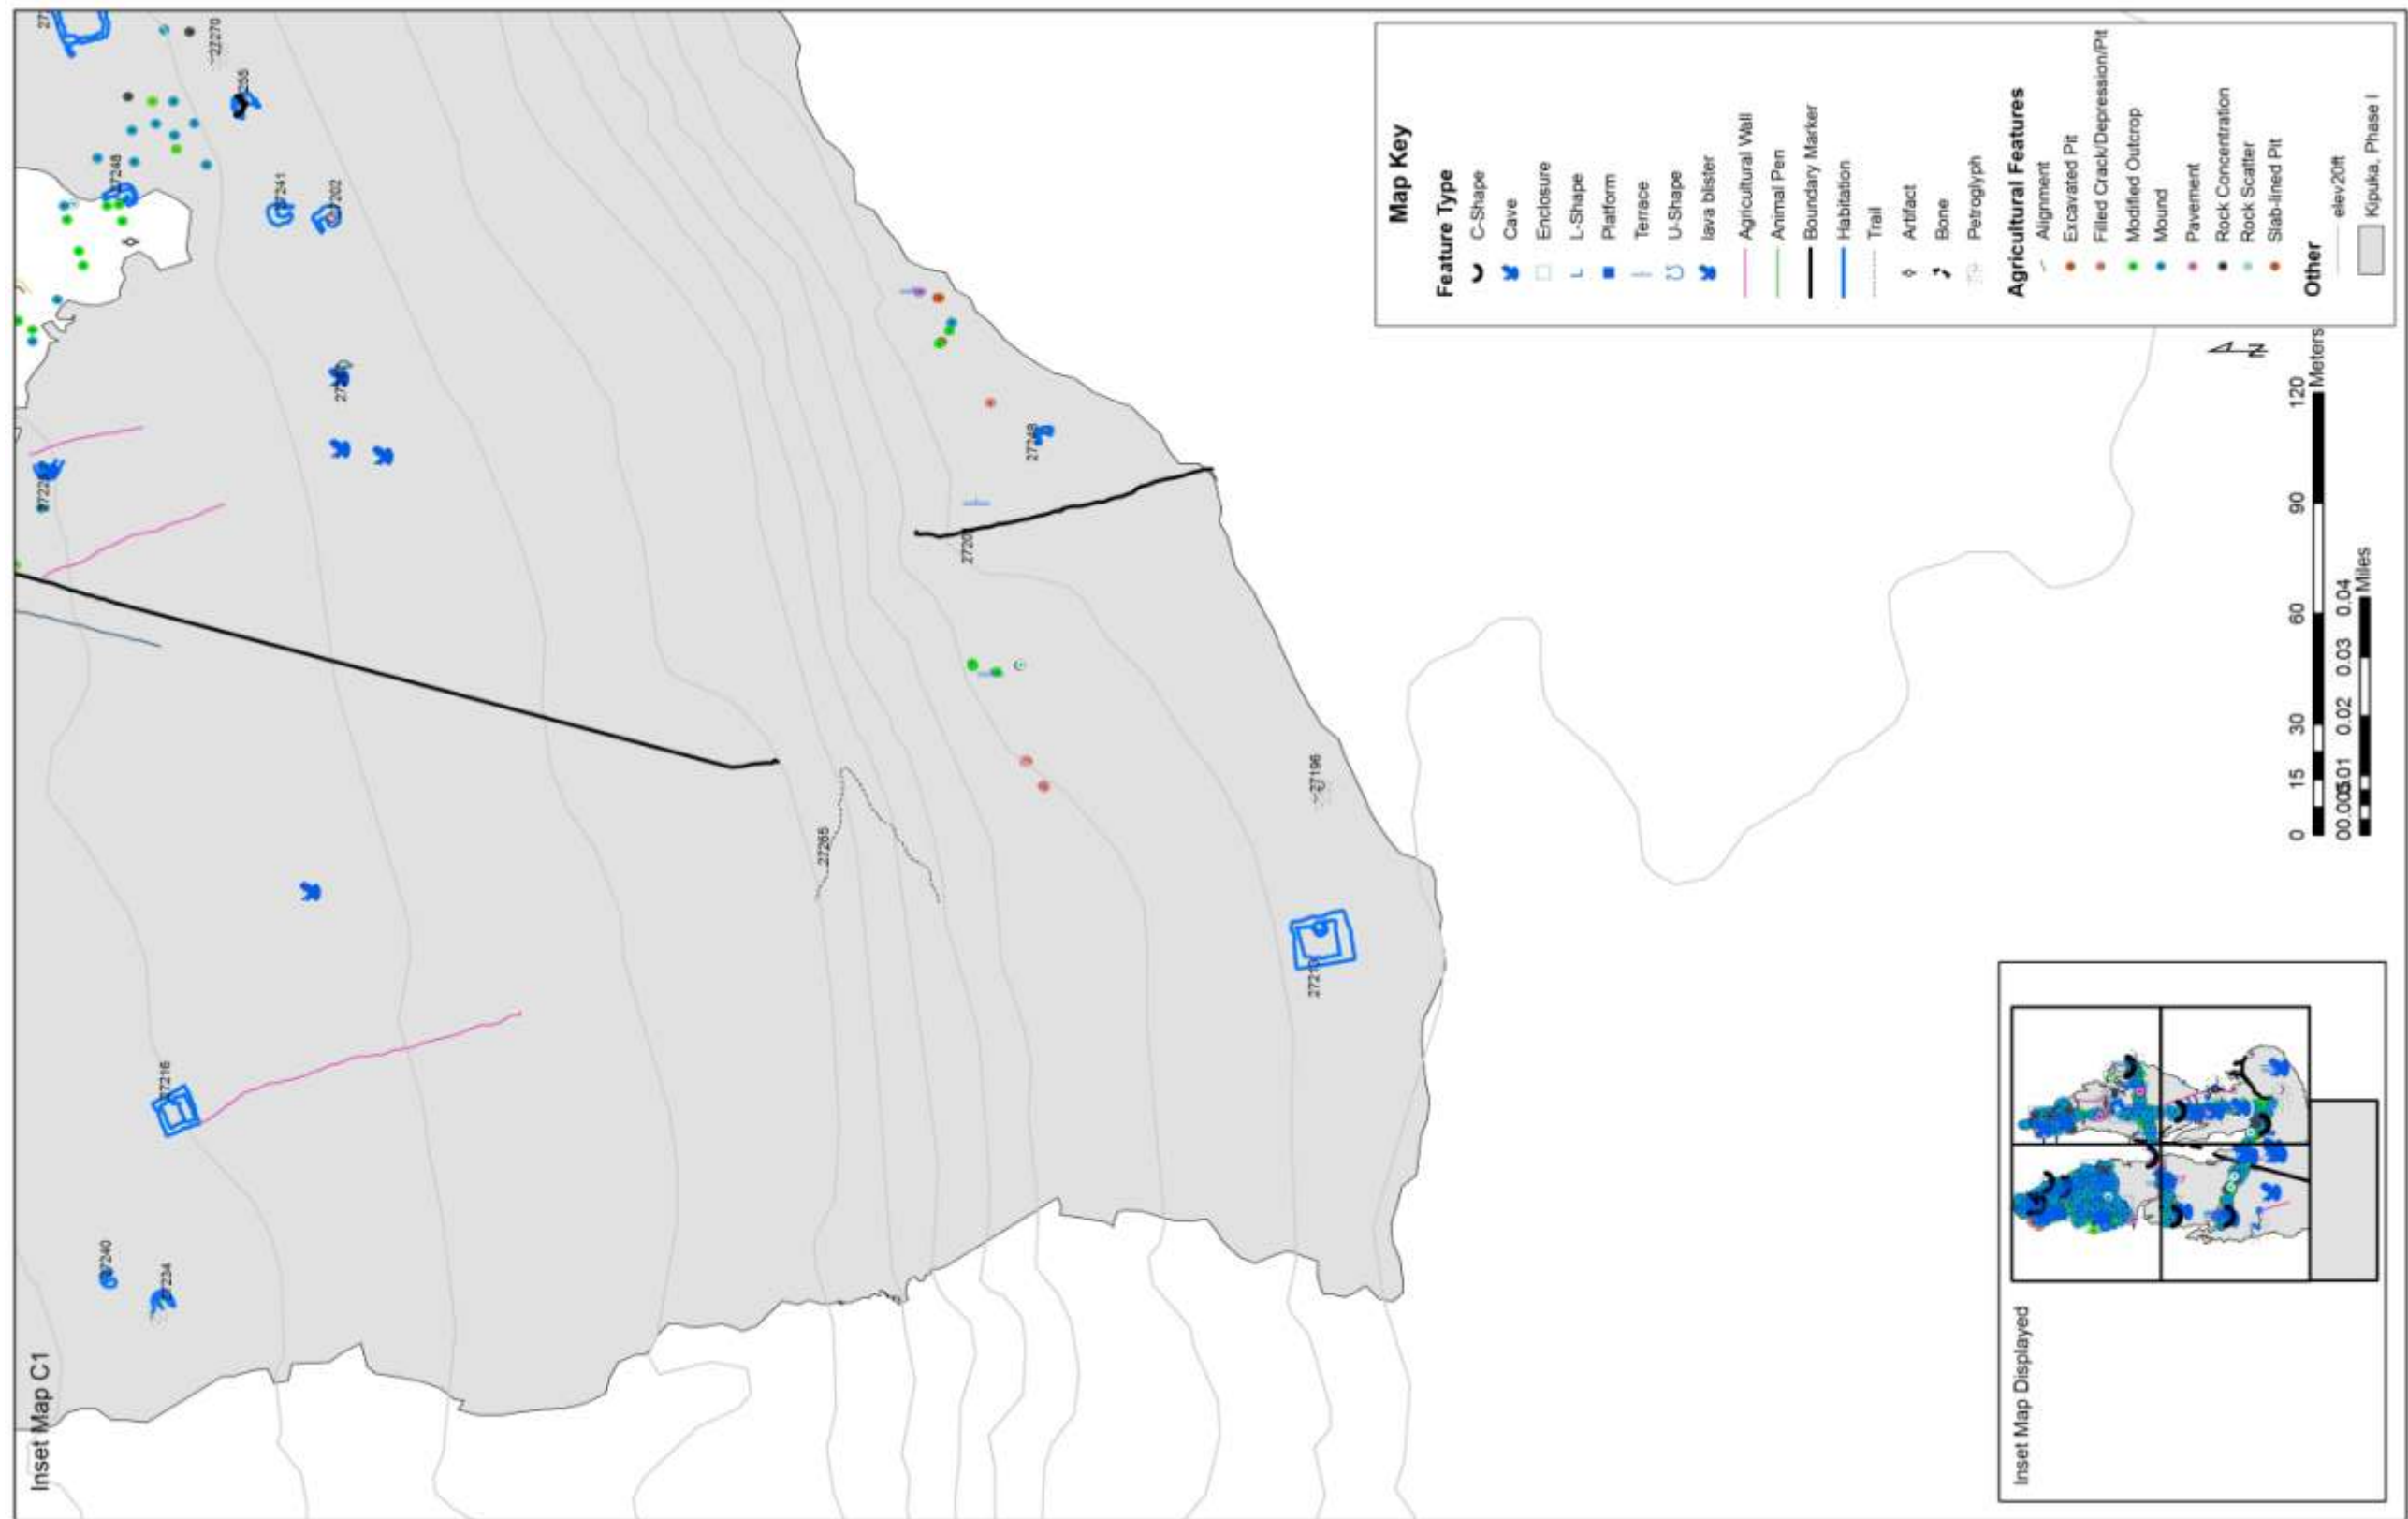 Inset Map C1
27240
27234
27216
27265
27196
27248
27241
27202
27270
27248
Map Key
Feature Type
C-Shape
Cave
Enclosure
L-Shape
Platform
Terrace
U-Shape
lava blister
Agricultural Wall
Animal Pen
Boundary Marker
Habitation
Trail
Artifact
Bone
Petroglyph
Agricultural Features
Alignment
Excavated Pit
Filled Crack/Depression/Pit
Modified Outcrop
Mound
Pavement
Rock Concentration
Rock Scatter
Slab-lined Pit
Other
elev20ft
Kipuka, Phase I
N
0 15 30 60 90 120
Meters
0.01 0.02 0.03 0.04
Miles
Inset Map Displayed